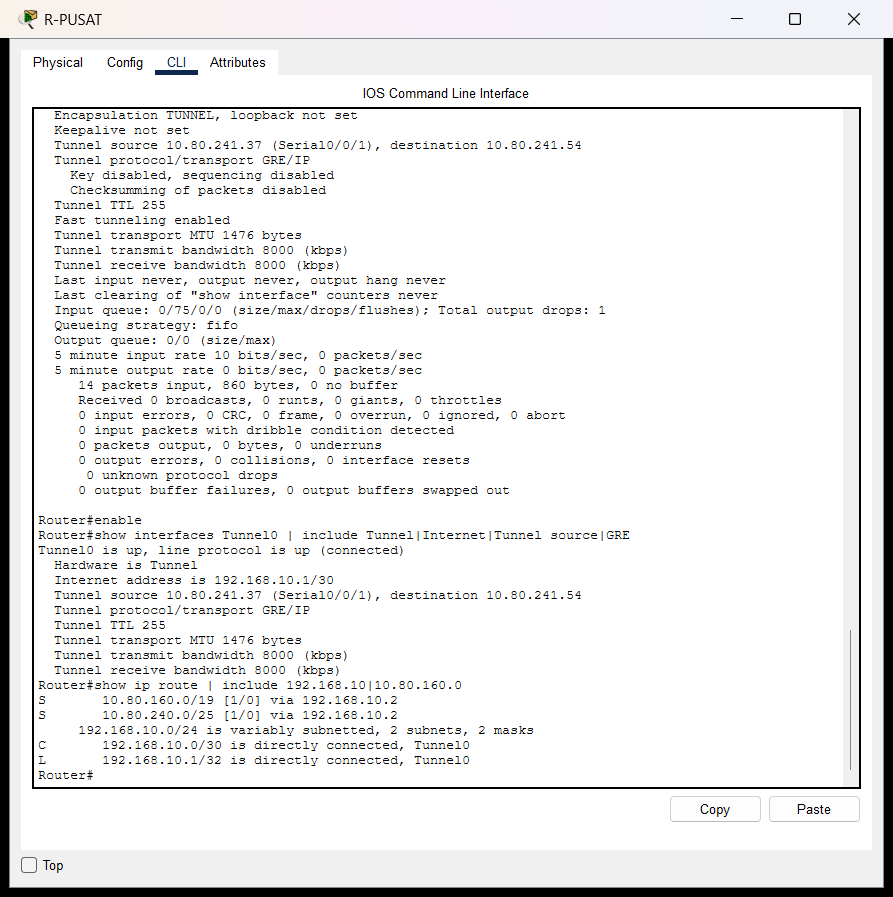 R-PUSAT
Physical Config CLI Attributes
IOS Command Line Interface
Encapsulation TUNNEL, loopback not set
Keepalive not set
Tunnel source 10.80.241.37 (Serial0/0/1), destination 10.80.241.54
Tunnel protocol/transport GRE/IP
Key disabled, sequencing disabled
Checksumming of packets disabled
Tunnel TTL 255
Fast tunneling enabled
Tunnel transport MTU 1476 bytes
Tunnel transmit bandwidth 8000 (kbps)
Tunnel receive bandwidth 8000 (kbps)
Last input never, output never, output hang never
Last clearing of "show interface" counters never
Input queue: 0/75/0/0 (size/max/drops/flushes); Total output drops: 1
Queueing strategy: fifo
Output queue: 0/0 (size/max)
5 minute input rate 10 bits/sec, 0 packets/sec
5 minute output rate 0 bits/sec, 0 packets/sec
14 packets input, 860 bytes, 0 no buffer
Received 0 broadcasts, 0 runts, 0 giants, 0 throttles
0 input errors, 0 CRC, 0 frame, 0 overrun, 0 ignored, 0 abort
0 input packets with dribble condition detected
0 packets output, 0 bytes, 0 underruns
0 output errors, 0 collisions, 0 interface resets
0 unknown protocol drops
0 output buffer failures, 0 output buffers swapped out
Router#enable
Router#show interfaces Tunnel0 | include Tunnel|Internet|Tunnel source|GRE
Tunnel0 is up, line protocol is up (connected)
Hardware is Tunnel
Internet address is 192.168.10.1/30
Tunnel source 10.80.241.37 (Serial0/0/1), destination 10.80.241.54
Tunnel protocol/transport GRE/IP
Tunnel TTL 255
Tunnel transport MTU 1476 bytes
Tunnel transmit bandwidth 8000 (kbps)
Tunnel receive bandwidth 8000 (kbps)
Router#show ip route | include 192.168.10|10.80.160.0
S 10.80.160.0/19 [1/0] via 192.168.10.2
S 10.80.240.0/25 [1/0] via 192.168.10.2
192.168.10.0/24 is variably subnetted, 2 subnets, 2 masks
C 192.168.10.0/30 is directly connected, Tunnel0
L 192.168.10.1/32 is directly connected, Tunnel0
Router#
Copy Paste
Top